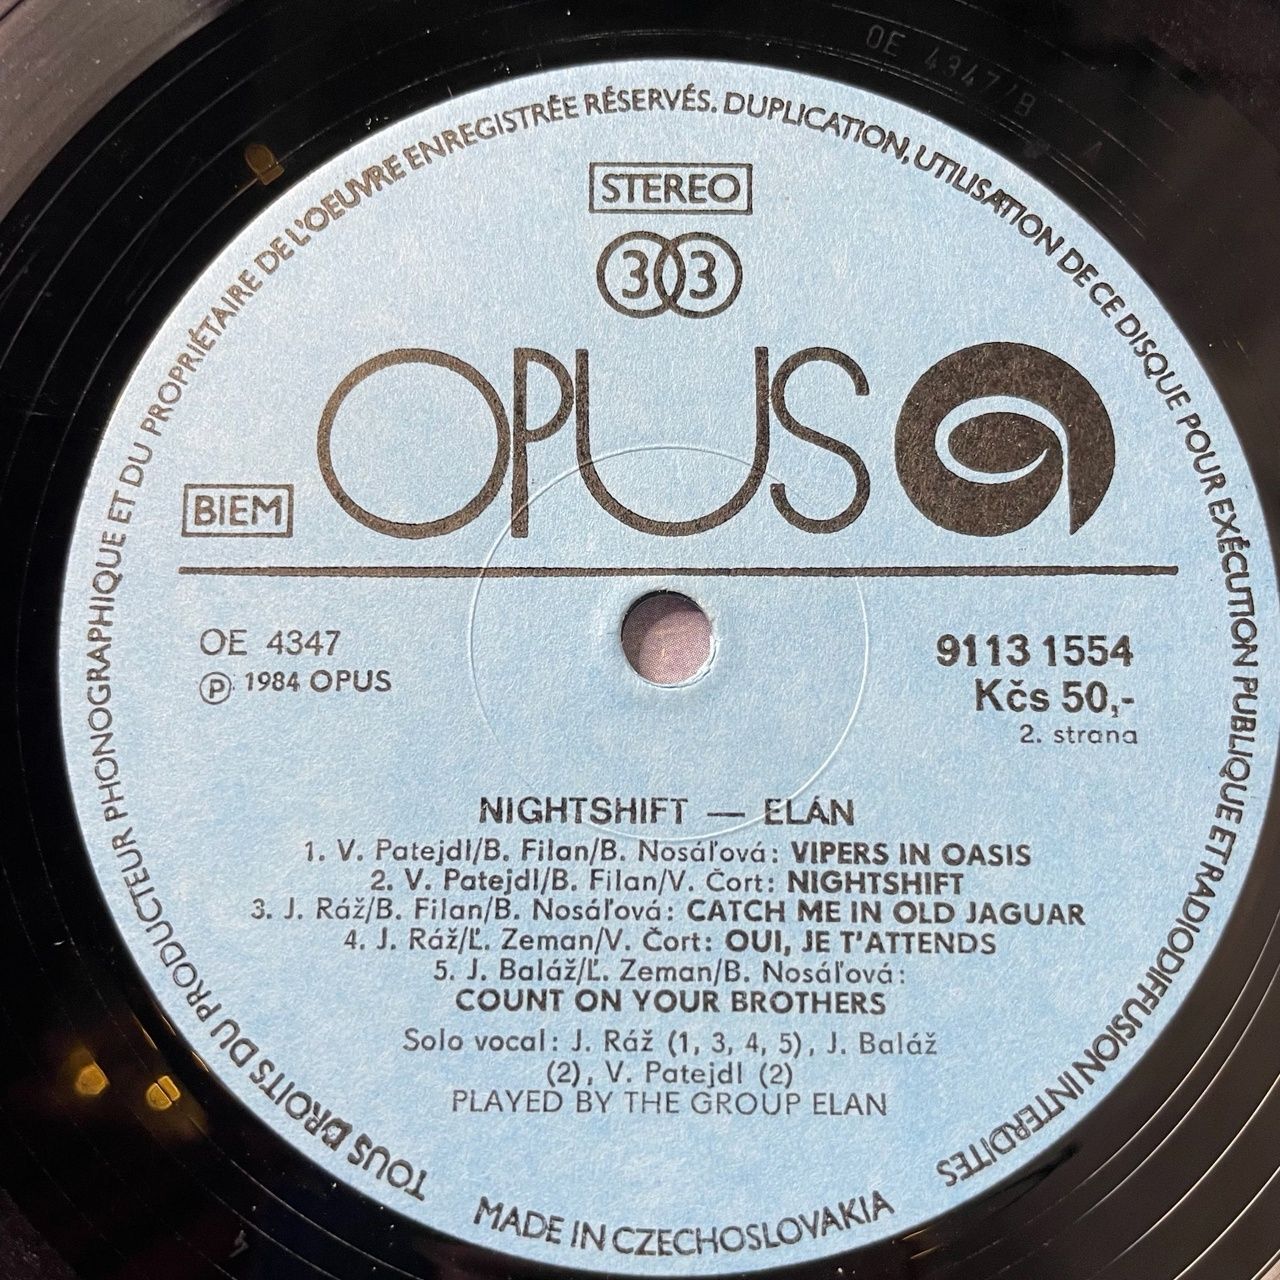 OE 4347/B
TOUS DROITS DU PRODUCTEUR PHONOGRAPHIQUE ET DU PROPRIÉTAIRE DE L'OEUVRE ENREGISTRÉE RÉSERVÉS. DUPLICATION, UTILISATION DE CE DISQUE POUR EXÉCUTION PUBLIQUE ET RADIODIFFUSION INTERDITES
STEREO
33
OPUS
BIEM
OE 4347
Ⓟ 1984 OPUS
9113 1554
Kčs 50,-
2. strana
NIGHTSHIFT — ELÁN
1. V. Patejdl/B. Filan/B. Nosáľová: VIPERS IN OASIS
2. V. Patejdl/B. Filan/V. Čort: NIGHTSHIFT
3. J. Ráž/B. Filan/B. Nosáľová: CATCH ME IN OLD JAGUAR
4. J. Ráž/Ľ. Zeman/V. Čort: OUI, JE T'ATTENDS
5. J. Baláž/Ľ. Zeman/B. Nosáľová:
COUNT ON YOUR BROTHERS
Solo vocal: J. Ráž (1, 3, 4, 5), J. Baláž
(2), V. Patejdl (2)
PLAYED BY THE GROUP ELAN
MADE IN CZECHOSLOVAKIA